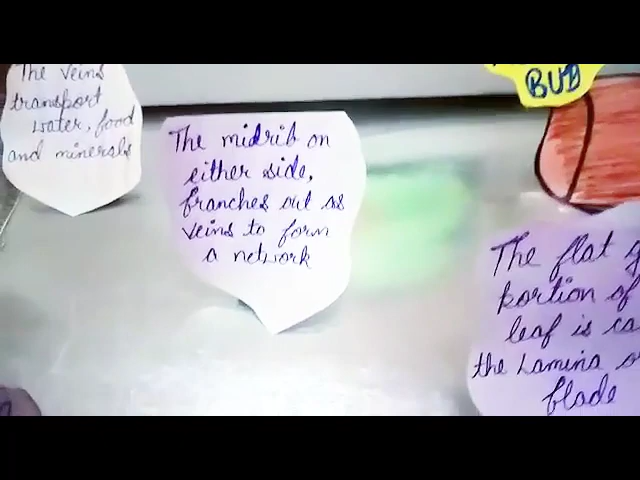 The veins
transport
water, food
and minerals
The midrib on
either side,
branches out as
veins to form
a network
BUD
The flat
portion of
leaf is
the Lamina
blade